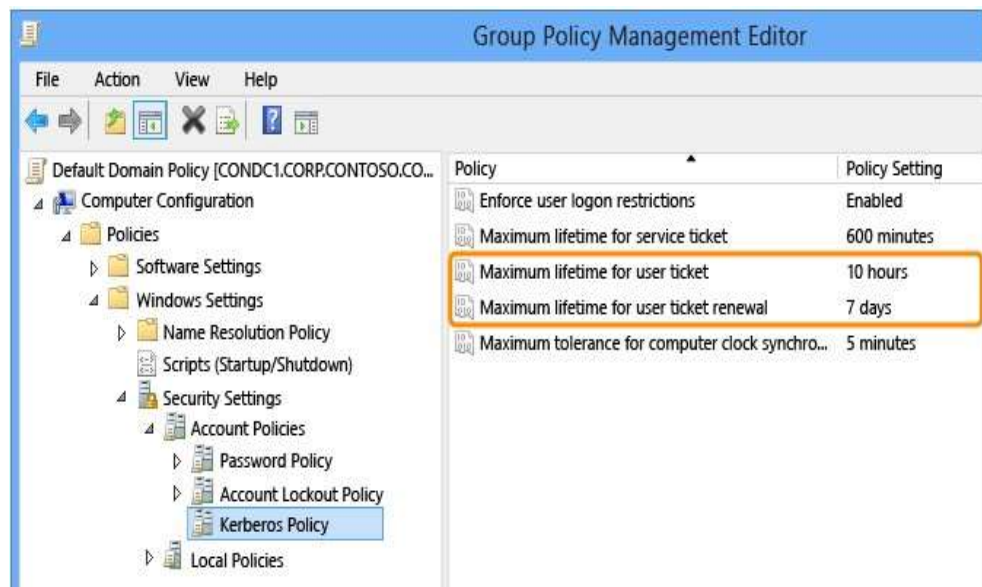 Group Policy Management Editor
File Action View Help
Default Domain Policy [CONDC1.CORP.CONTOSO.CO...
Computer Configuration
Policies
Software Settings
Windows Settings
Name Resolution Policy
Scripts (Startup/Shutdown)
Security Settings
Account Policies
Password Policy
Account Lockout Policy
Kerberos Policy
Local Policies
Policy Policy Setting
Enforce user logon restrictions Enabled
Maximum lifetime for service ticket 600 minutes
Maximum lifetime for user ticket 10 hours
Maximum lifetime for user ticket renewal 7 days
Maximum tolerance for computer clock synchro... 5 minutes